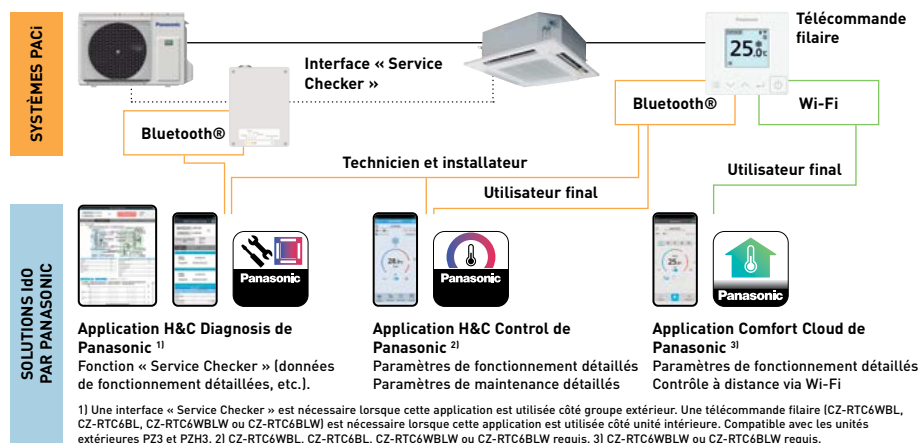 SYSTÈMES PACi
Panasonic
Interface « Service
Checker »
Panasonic
25.0
Télécommande
filaire
Bluetooth®
Bluetooth®
Wi-Fi
Technicien et installateur
Utilisateur final
Utilisateur final
SOLUTIONS IdO
PAR PANASONIC
Panasonic
Panasonic
Panasonic
Application H&C Diagnosis de
Panasonic 1)
Fonction « Service Checker » (données
de fonctionnement détaillées, etc.).
Application H&C Control de
Panasonic 2)
Paramètres de fonctionnement détaillés
Paramètres de maintenance détaillés
Application Comfort Cloud de
Panasonic 3)
Paramètres de fonctionnement détaillés
Contrôle à distance via Wi-Fi
1) Une interface « Service Checker » est nécessaire lorsque cette application est utilisée côté groupe extérieur. Une télécommande filaire (CZ-RTC6WBL,
CZ-RTC6BL, CZ-RTC6WBLW ou CZ-RTC6BLW) est nécessaire lorsque cette application est utilisée côté unité intérieure. Compatible avec les unités
extérieures PZ3 et PZH3. 2) CZ-RTC6WBL, CZ-RTC6BL, CZ-RTC6WBLW ou CZ-RTC6BLW requis. 3) CZ-RTC6WBLW ou CZ-RTC6BLW requis.